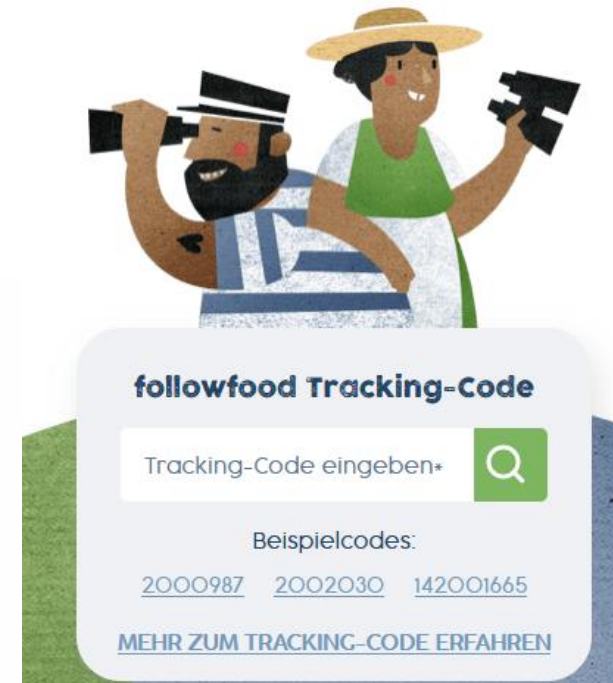 followfood Tracking-Code
Tracking-Code eingeben*
Beispielcodes:
2000987 2002030 142001665
MEHR ZUM TRACKING-CODE ERFAHREN